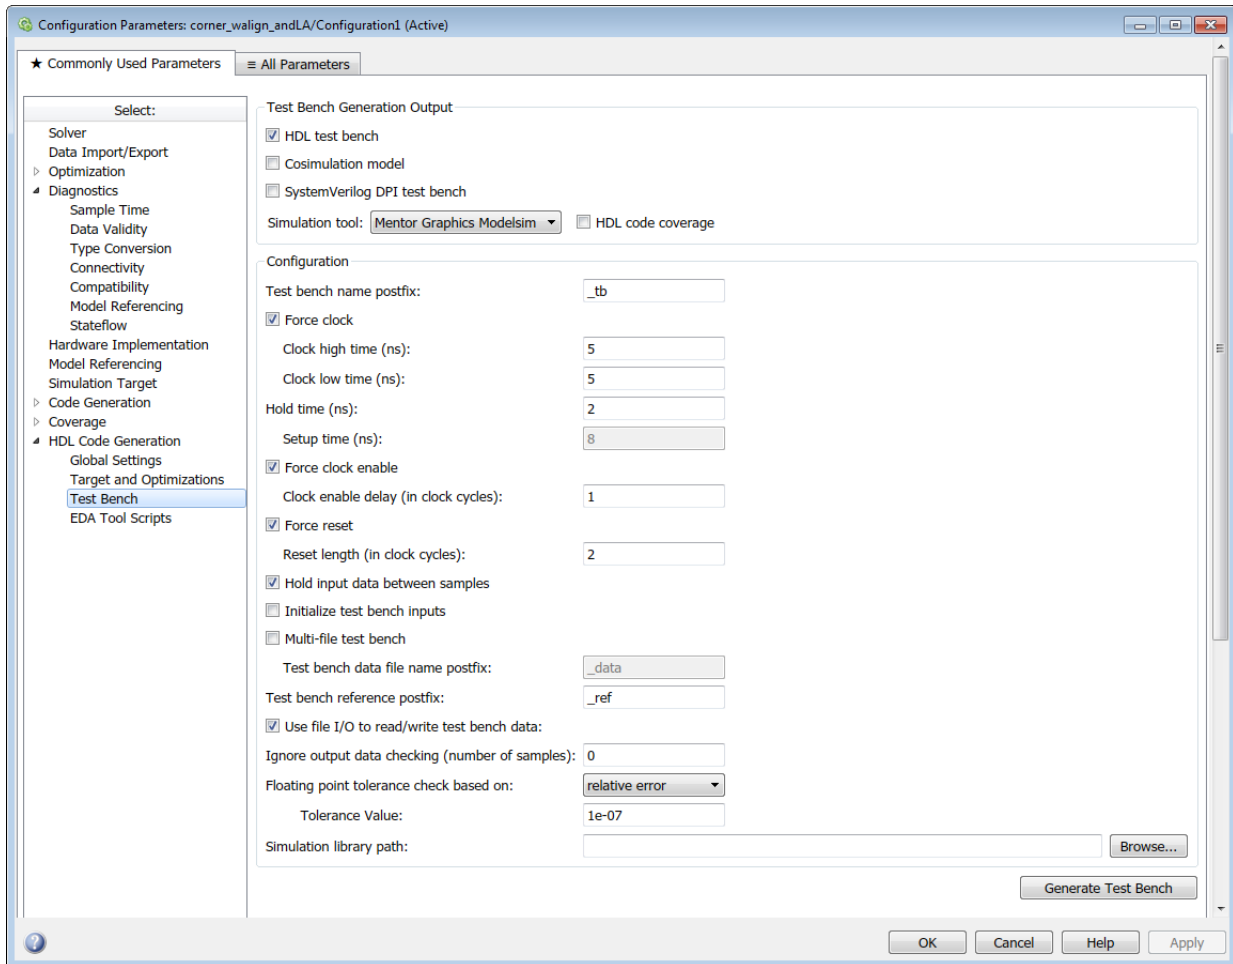 Configuration Parameters: corner_walign_andLA/Configuration1 (Active)
★ Commonly Used Parameters
≡ All Parameters
Select:
Solver
Data Import/Export
Optimization
Diagnostics
Sample Time
Data Validity
Type Conversion
Connectivity
Compatibility
Model Referencing
Stateflow
Hardware Implementation
Model Referencing
Simulation Target
Code Generation
Coverage
HDL Code Generation
Global Settings
Target and Optimizations
Test Bench
EDA Tool Scripts
Test Bench Generation Output
HDL test bench
Cosimulation model
SystemVerilog DPI test bench
Simulation tool: Mentor Graphics Modelsim HDL code coverage
Configuration
Test bench name postfix: _tb
Force clock
Clock high time (ns): 5
Clock low time (ns): 5
Hold time (ns): 2
Setup time (ns): 8
Force clock enable
Clock enable delay (in clock cycles): 1
Force reset
Reset length (in clock cycles): 2
Hold input data between samples
Initialize test bench inputs
Multi-file test bench
Test bench data file name postfix: _data
Test bench reference postfix: _ref
Use file I/O to read/write test bench data:
Ignore output data checking (number of samples): 0
Floating point tolerance check based on: relative error
Tolerance Value: 1e-07
Simulation library path: Browse...
Generate Test Bench
? OK Cancel Help Apply